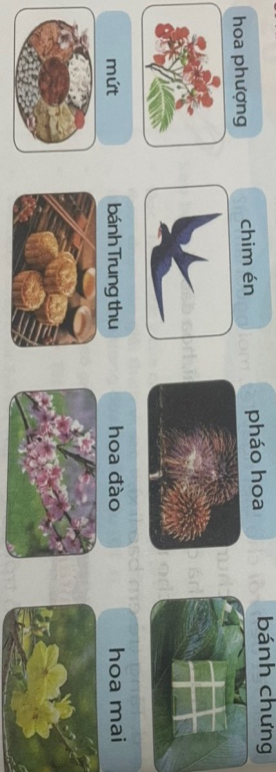 hoa phượng
chim én
pháo hoa
bánh chưng
mứt
bánh Trung thu
hoa đào
hoa mai